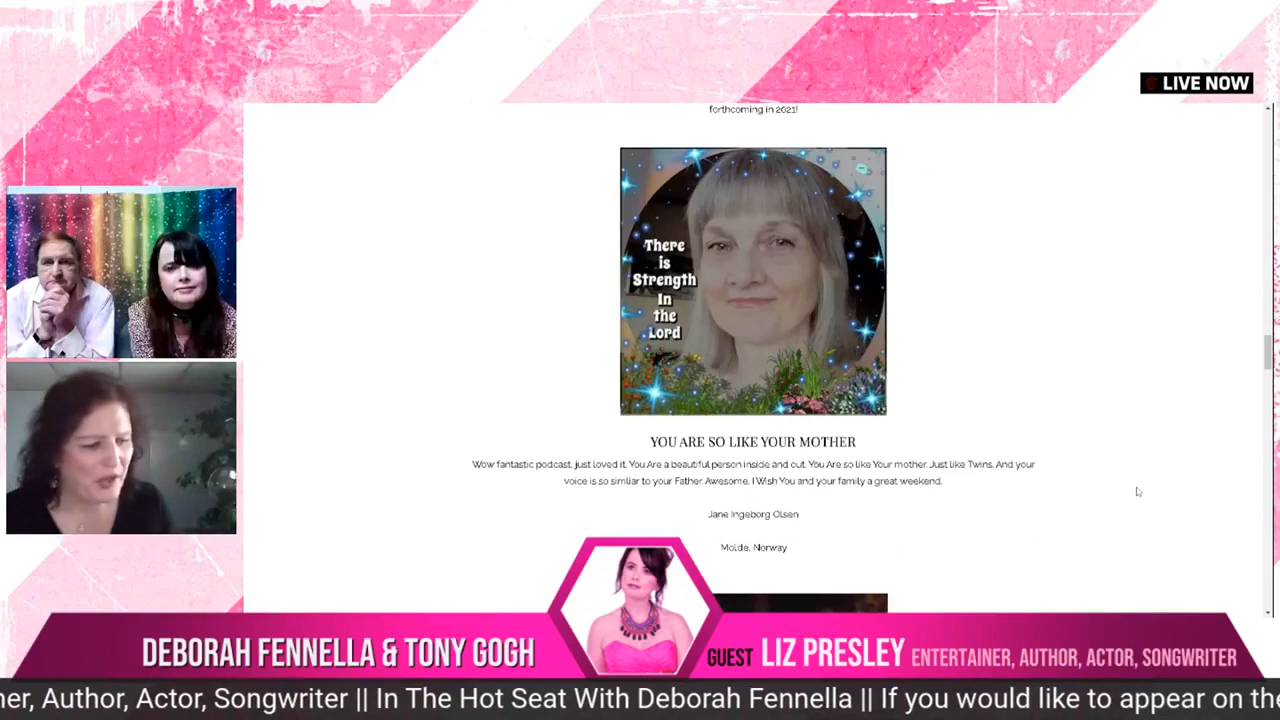 LIVE NOW
forthcoming in 2021!
There
is
Strength
In
the
Lord
YOU ARE SO LIKE YOUR MOTHER
Wow fantastic podcast, just loved it. You Are a beautiful person inside and out. You Are so like Your mother. Just like Twins. And your
voice is so simliar to your Father. Awesome. I Wish You and your family a great weekend.
Jane Ingeborg Olsen
Molde, Norway
DEBORAH FENNELLA & TONY GOGH
GUEST LIZ PRESLEY ENTERTAINER, AUTHOR, ACTOR, SONGWRITER
ner, Author, Actor, Songwriter || In The Hot Seat With Deborah Fennella || If you would like to appear on the